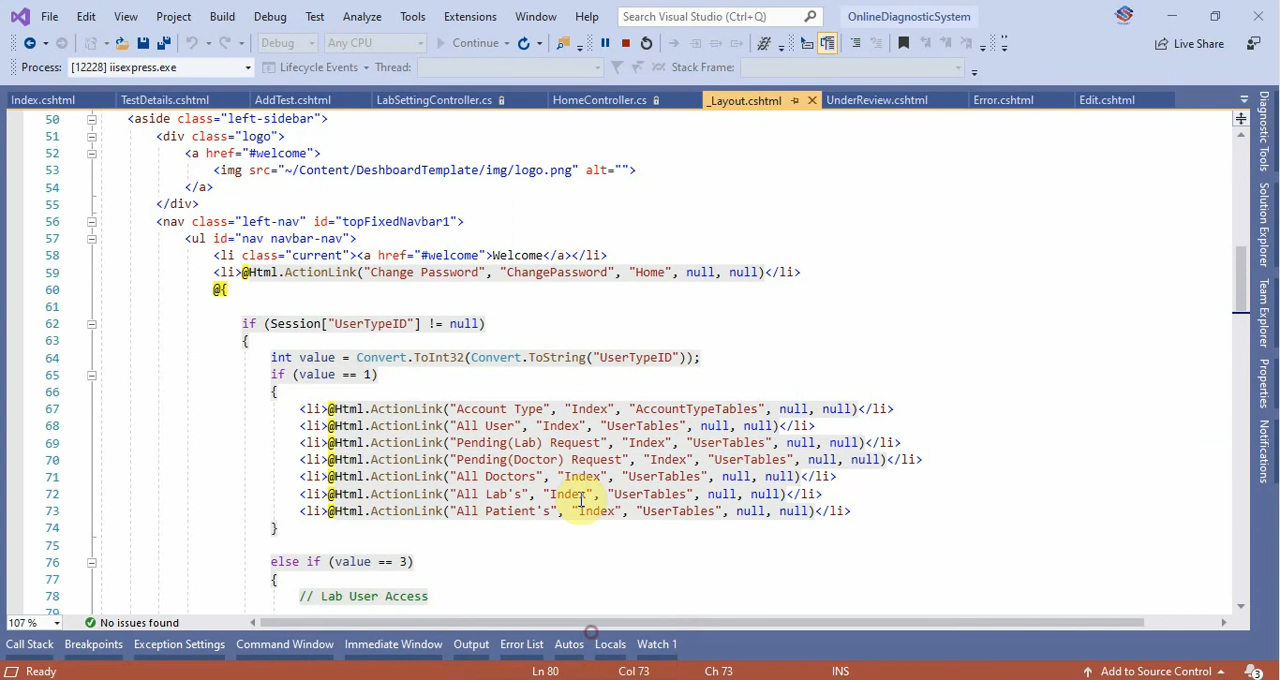 File Edit View Project Build Debug Test Analyze Tools Extensions Window Help Search Visual Studio (Ctrl+Q) OnlineDiagnosticSystem
Debug Any CPU Continue Live Share
Process: [12228] iisexpress.exe Lifecycle Events Thread: Stack Frame:
Index.cshtml TestDetails.cshtml AddTest.cshtml LabSettingController.cs HomeController.cs _Layout.cshtml UnderReview.cshtml Error.cshtml Edit.cshtml
50 <aside class="left-sidebar">
51 <div class="logo">
52 <a href="#welcome">
53 <img src="~/Content/DeshboardTemplate/img/logo.png" alt="">
54 </a>
55 </div>
56 <nav class="left-nav" id="topFixedNavbar1">
57 <ul id="nav navbar-nav">
58 <li class="current"><a href="#welcome">Welcome</a></li>
59 <li>@Html.ActionLink("Change Password", "ChangePassword", "Home", null, null)</li>
60 @{
61
62 if (Session["UserTypeID"] != null)
63 {
64 int value = Convert.ToInt32(Convert.ToString("UserTypeID"));
65 if (value == 1)
66 {
67 <li>@Html.ActionLink("Account Type", "Index", "AccountTypeTables", null, null)</li>
68 <li>@Html.ActionLink("All User", "Index", "UserTables", null, null)</li>
69 <li>@Html.ActionLink("Pending(Lab) Request", "Index", "UserTables", null, null)</li>
70 <li>@Html.ActionLink("Pending(Doctor) Request", "Index", "UserTables", null, null)</li>
71 <li>@Html.ActionLink("All Doctors", "Index", "UserTables", null, null)</li>
72 <li>@Html.ActionLink("All Lab's", "Index", "UserTables", null, null)</li>
73 <li>@Html.ActionLink("All Patient's", "Index", "UserTables", null, null)</li>
74 }
75
76 else if (value == 3)
77 {
78 // Lab User Access
79
107 % No issues found
Call Stack Breakpoints Exception Settings Command Window Immediate Window Output Error List Autos Locals Watch 1
Ready Ln 80 Col 73 Ch 73 INS Add to Source Control 3
Diagnostic Tools
Solution Explorer
Team Explorer
Properties
Notifications